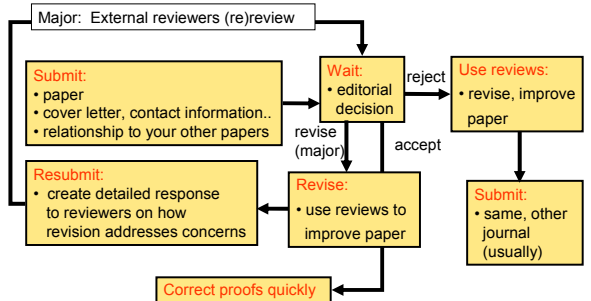 Major:  External reviewers (re)review
Submit:
• paper
• cover letter, contact information..
• relationship to your other papers
Wait:
• editorial
decision
reject
Use reviews:
• revise, improve
paper
revise
(major)
accept
Resubmit:
• create detailed response
to reviewers on how
revision addresses concerns
Revise:
• use reviews to
improve paper
Submit:
• same, other
journal
(usually)
Correct proofs quickly